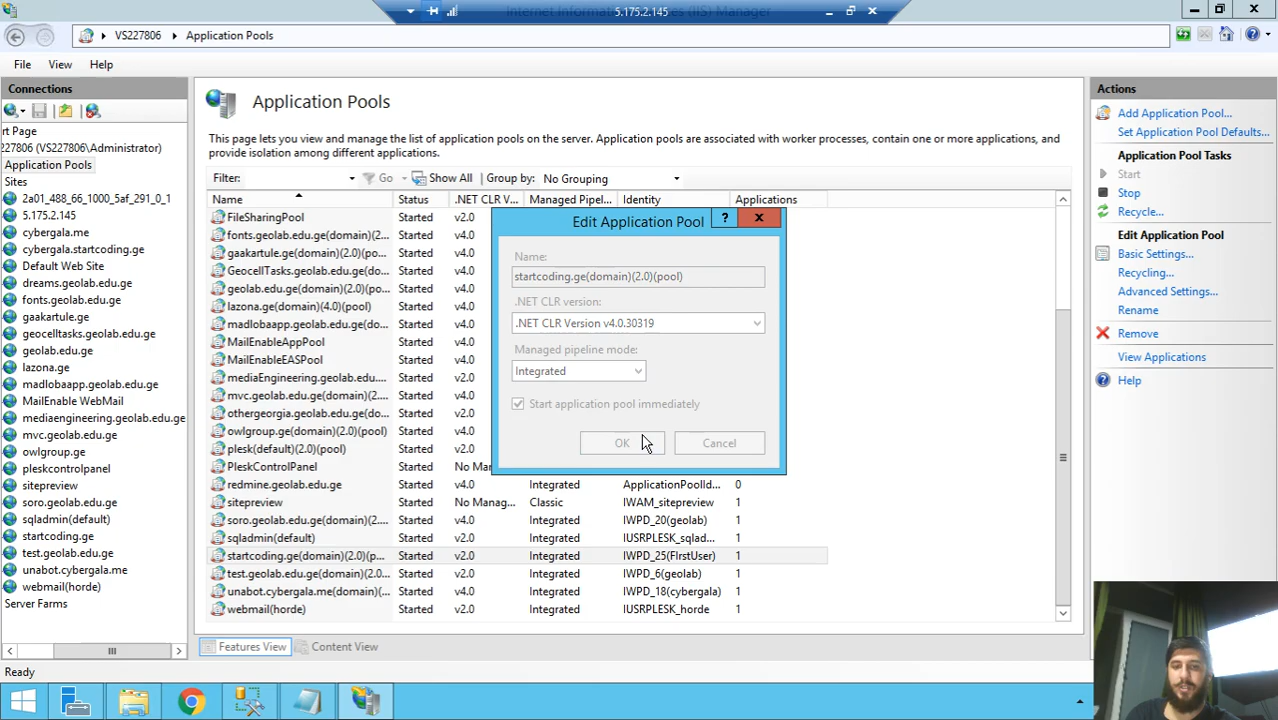 Internet Informa
5.175.2.145
es (IIS) Manager
VS227806
Application Pools
File
View
Help
Connections
rt Page
227806 (VS227806\Administrator)
Application Pools
Sites
2a01_488_66_1000_5af_291_0_1
5.175.2.145
cybergala.me
cybergala.startcoding.ge
Default Web Site
dreams.geolab.edu.ge
fonts.geolab.edu.ge
gaakartule.ge
geocelltasks.geolab.edu.ge
geolab.edu.ge
lazona.ge
madlobaapp.geolab.edu.ge
MailEnable WebMail
mediaengineering.geolab.edu.ge
mvc.geolab.edu.ge
owlgroup.ge
pleskcontrolpanel
sitepreview
soro.geolab.edu.ge
sqladmin(default)
startcoding.ge
test.geolab.edu.ge
unabot.cybergala.me
webmail(horde)
Server Farms
Application Pools
This page lets you view and manage the list of application pools on the server. Application pools are associated with worker processes, contain one or more applications, and
provide isolation among different applications.
Filter:
Go
Show All
Group by:
No Grouping
Name
Status
.NET CLR V...
Managed Pipel...
Identity
Applications
FileSharingPool Started v2.0
fonts.geolab.edu.ge(domain)(2... Started v4.0
gaakartule.ge(domain)(2.0)(po... Started v4.0
GeocellTasks.geolab.edu.ge(do... Started v4.0
geolab.edu.ge(domain)(2.0)(po... Started v4.0
lazona.ge(domain)(4.0)(pool) Started v4.0
madlobaapp.geolab.edu.ge(do... Started v4.0
MailEnableAppPool Started v4.0
MailEnableEASPool Started v4.0
mediaEngineering.geolab.edu.... Started v2.0
mvc.geolab.edu.ge(domain)(2.... Started v4.0
othergeorgia.geolab.edu.ge(do... Started v2.0
owlgroup.ge(domain)(2.0)(pool) Started v4.0
plesk(default)(2.0)(pool) Started v2.0
PleskControlPanel Started No Ma
redmine.geolab.edu.ge Started v4.0 Integrated ApplicationPoolId... 0
sitepreview Started No Manag... Classic IWAM_sitepreview 1
soro.geolab.edu.ge(domain)(2.... Started v4.0 Integrated IWPD_20(geolab) 1
sqladmin(default) Started v2.0 Integrated IUSRPLESK_sqlad... 1
startcoding.ge(domain)(2.0)(p... Started v2.0 Integrated IWPD_25(FIrstUser) 1
test.geolab.edu.ge(domain)(2.0... Started v2.0 Integrated IWPD_6(geolab) 1
unabot.cybergala.me(domain)(... Started v4.0 Integrated IWPD_18(cybergala) 1
webmail(horde) Started v2.0 Integrated IUSRPLESK_horde 1
Edit Application Pool
?
Name:
startcoding.ge(domain)(2.0)(pool)
.NET CLR version:
.NET CLR Version v4.0.30319
Managed pipeline mode:
Integrated
Start application pool immediately
OK
Cancel
Features View
Content View
Ready
Actions
Add Application Pool...
Set Application Pool Defaults...
Application Pool Tasks
Start
Stop
Recycle...
Edit Application Pool
Basic Settings...
Recycling...
Advanced Settings...
Rename
Remove
View Applications
Help